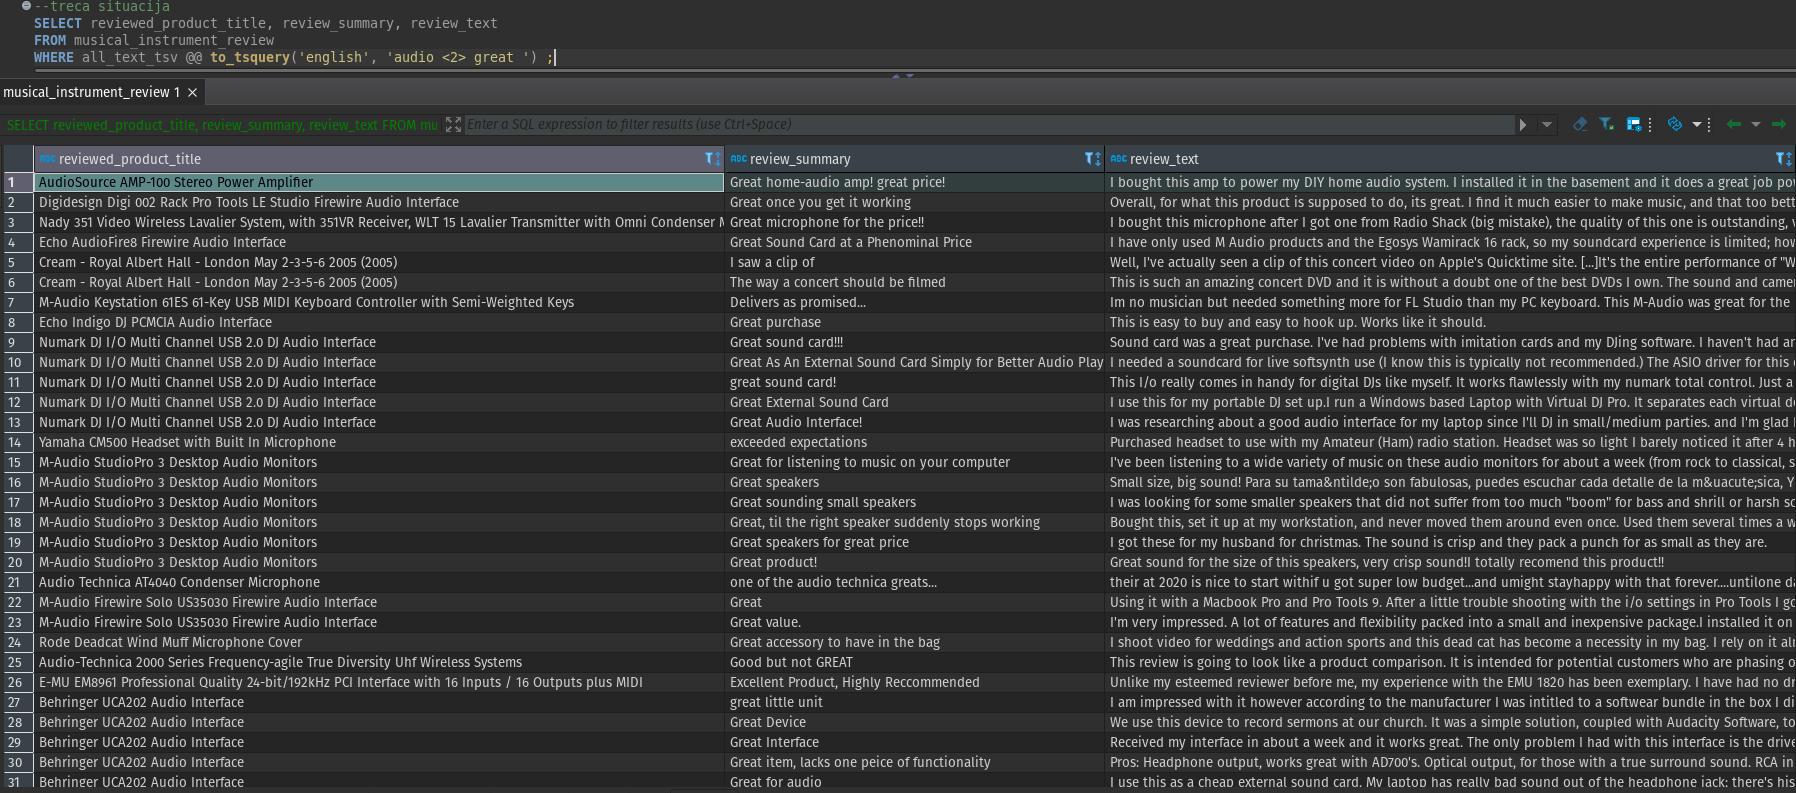 --treca situacija
SELECT reviewed_product_title, review_summary, review_text
FROM musical_instrument_review
WHERE all_text_tsv @@ to_tsquery('english', 'audio <2> great ') ;
musical_instrument_review 1 ×
SELECT reviewed_product_title, review_summary, review_text FROM mu Enter a SQL expression to filter results (use Ctrl+Space)
ABC reviewed_product_title ABC review_summary ABC review_text
1 AudioSource AMP-100 Stereo Power Amplifier Great home-audio amp! great price! I bought this amp to power my DIY home audio system. I installed it in the basement and it does a great job po
2 Digidesign Digi 002 Rack Pro Tools LE Studio Firewire Audio Interface Great once you get it working Overall, for what this product is supposed to do, its great. I find it much easier to make music, and that too bett
3 Nady 351 Video Wireless Lavalier System, with 351VR Receiver, WLT 15 Lavalier Transmitter with Omni Condenser Great microphone for the price!! I bought this microphone after I got one from Radio Shack (big mistake), the quality of this one is outstanding,
4 Echo AudioFire8 Firewire Audio Interface Great Sound Card at a Phenominal Price I have only used M Audio products and the Egosys Wamirack 16 rack, so my soundcard experience is limited; how
5 Cream - Royal Albert Hall - London May 2-3-5-6 2005 (2005) I saw a clip of Well, I've actually seen a clip of this concert video on Apple's Quicktime site. [...]It's the entire performance of "W
6 Cream - Royal Albert Hall - London May 2-3-5-6 2005 (2005) The way a concert should be filmed This is such an amazing concert DVD and it is without a doubt one of the best DVDs I own. The sound and came
7 M-Audio Keystation 61ES 61-Key USB MIDI Keyboard Controller with Semi-Weighted Keys Delivers as promised... Im no musician but needed something more for FL Studio than my PC keyboard. This M-Audio was great for the
8 Echo Indigo DJ PCMCIA Audio Interface Great purchase This is easy to buy and easy to hook up. Works like it should.
9 Numark DJ I/O Multi Channel USB 2.0 DJ Audio Interface Great sound card!!! Sound card was a great purchase. I've had problems with imitation cards and my DJing software. I haven't had ar
10 Numark DJ I/O Multi Channel USB 2.0 DJ Audio Interface Great As An External Sound Card Simply for Better Audio Play I needed a soundcard for live softsynth use (I know this is typically not recommended.) The ASIO driver for this
11 Numark DJ I/O Multi Channel USB 2.0 DJ Audio Interface great sound card! This I/o really comes in handy for digital DJs like myself. It works flawlessly with my numark total control. Just a
12 Numark DJ I/O Multi Channel USB 2.0 DJ Audio Interface Great External Sound Card I use this for my portable DJ set up.I run a Windows based Laptop with Virtual DJ Pro. It separates each virtual d
13 Numark DJ I/O Multi Channel USB 2.0 DJ Audio Interface Great Audio Interface! I was researching about a good audio interface for my laptop since I'll DJ in small/medium parties. and I'm glad
14 Yamaha CM500 Headset with Built In Microphone exceeded expectations Purchased headset to use with my Amateur (Ham) radio station. Headset was so light I barely noticed it after 4 h
15 M-Audio StudioPro 3 Desktop Audio Monitors Great for listening to music on your computer I've been listening to a wide variety of music on these audio monitors for about a week (from rock to classical, s
16 M-Audio StudioPro 3 Desktop Audio Monitors Great speakers Small size, big sound! Para su tama&ntilde;o son fabulosas, puedes escuchar cada detalle de la m&uacute;sica, Y
17 M-Audio StudioPro 3 Desktop Audio Monitors Great sounding small speakers I was looking for some smaller speakers that did not suffer from too much "boom" for bass and shrill or harsh sc
18 M-Audio StudioPro 3 Desktop Audio Monitors Great, til the right speaker suddenly stops working Bought this, set it up at my workstation, and never moved them around even once. Used them several times a w
19 M-Audio StudioPro 3 Desktop Audio Monitors Great speakers for great price I got these for my husband for christmas. The sound is crisp and they pack a punch for as small as they are.
20 M-Audio StudioPro 3 Desktop Audio Monitors Great product! Great sound for the size of this speakers, very crisp sound!I totally recomend this product!!
21 Audio Technica AT4040 Condenser Microphone one of the audio technica greats... their at 2020 is nice to start withif u got super low budget...and umight stayhappy with that forever....untilone da
22 M-Audio Firewire Solo US35030 Firewire Audio Interface Great Using it with a Macbook Pro and Pro Tools 9. After a little trouble shooting with the i/o settings in Pro Tools I go
23 M-Audio Firewire Solo US35030 Firewire Audio Interface Great value. I'm very impressed. A lot of features and flexibility packed into a small and inexpensive package.I installed it on
24 Rode Deadcat Wind Muff Microphone Cover Great accessory to have in the bag I shoot video for weddings and action sports and this dead cat has become a necessity in my bag. I rely on it alr
25 Audio-Technica 2000 Series Frequency-agile True Diversity Uhf Wireless Systems Good but not GREAT This review is going to look like a product comparison. It is intended for potential customers who are phasing o
26 E-MU EM8961 Professional Quality 24-bit/192kHz PCI Interface with 16 Inputs / 16 Outputs plus MIDI Excellent Product, Highly Reccommended Unlike my esteemed reviewer before me, my experience with the EMU 1820 has been exemplary. I have had no dr
27 Behringer UCA202 Audio Interface great little unit I am impressed with it however according to the manufacturer I was intitled to a softwear bundle in the box I di
28 Behringer UCA202 Audio Interface Great Device We use this device to record sermons at our church. It was a simple solution, coupled with Audacity Software, to
29 Behringer UCA202 Audio Interface Great Interface Received my interface in about a week and it works great. The only problem I had with this interface is the drive
30 Behringer UCA202 Audio Interface Great item, lacks one peice of functionality Pros: Headphone output, works great with AD700's. Optical output, for those with a true surround sound. RCA in
31 Behringer UCA202 Audio Interface Great for audio I use this as a cheap external sound card. My laptop has really bad sound out of the headphone jack: there's his